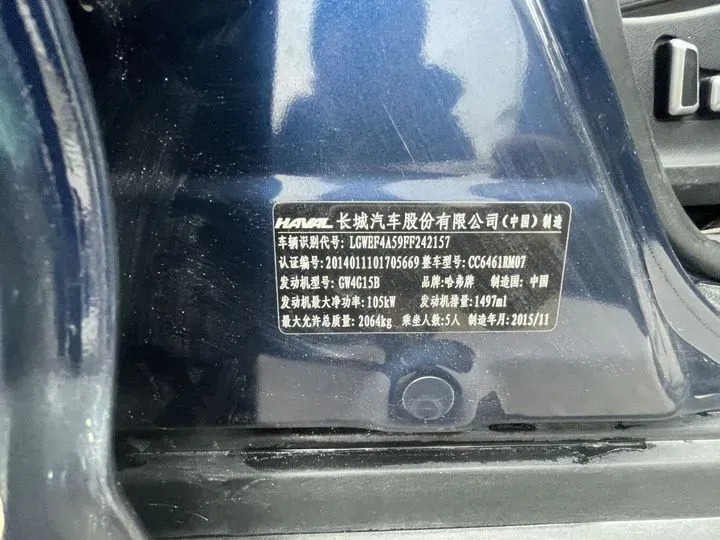 HAVAL 长城汽车股份有限公司(中国)制造
车辆识别代号: LGWEF4A59FF242157
认证编号:2014011101705669 整车型号: CC6461RM07
发动机型号: GW4G15B 品牌:哈弗牌 制造国: 中国
发动机最大净功率:105kW 发动机排量:1497ml
最大允许总质量: 2064kg 乘坐人数:5人 制造年月:2015/11